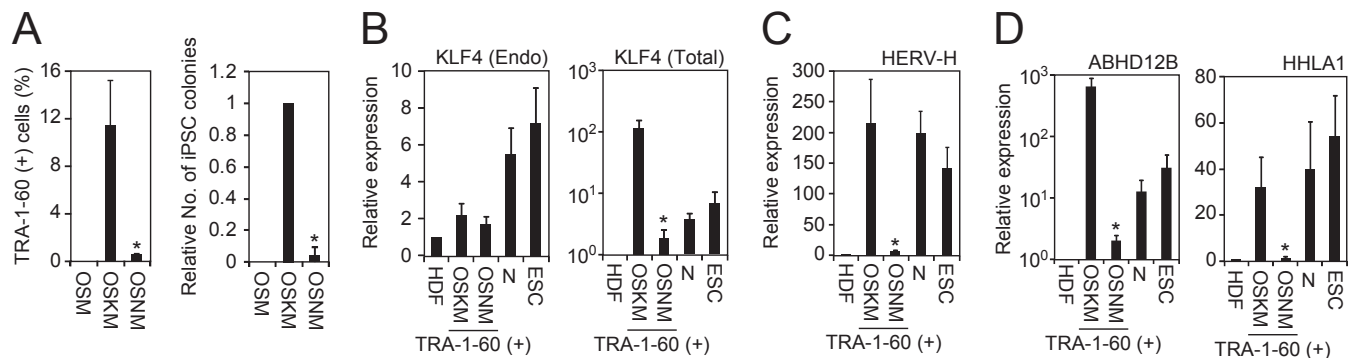 A
TRA-1-60 (+) cells (%)
16
12
8
4
0
OSM
OSKM
OSNM
*
Relative No. of iPSC colonies
1.2
1
0.8
0.6
0.4
0.2
0
OSM
OSKM
OSNM
*
B
KLF4 (Endo)
Relative expression
10
8
6
4
2
0
HDF
OSKM
OSNM
N
ESC
TRA-1-60 (+)
KLF4 (Total)
10²
10¹
10⁰
*
HDF
OSKM
OSNM
N
ESC
TRA-1-60 (+)
C
HERV-H
Relative expression
300
250
200
150
100
50
0
*
HDF
OSKM
OSNM
N
ESC
TRA-1-60 (+)
D
ABHD12B
Relative expression
10³
10²
10¹
10⁰
*
HDF
OSKM
OSNM
N
ESC
TRA-1-60 (+)
HHLA1
80
60
40
20
0
*
HDF
OSKM
OSNM
N
ESC
TRA-1-60 (+)